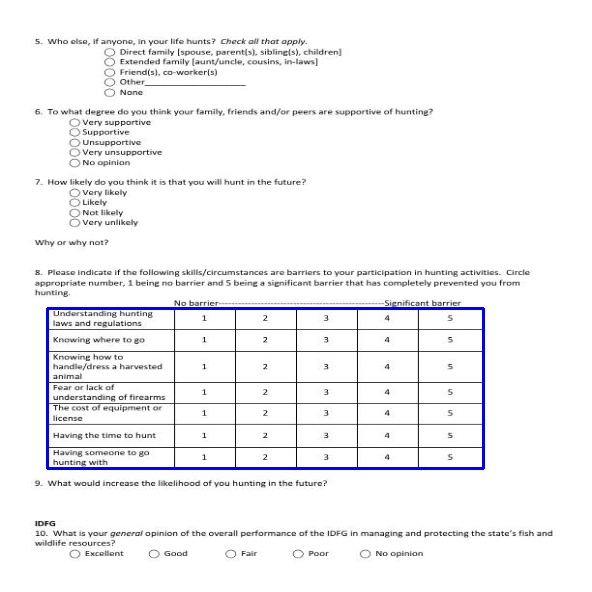 5. Who else, if anyone, in your life hunts? Check all that apply.
Direct family [spouse, parent(s), sibling(s), children]
Extended family [aunt/uncle, cousins, in-laws]
Friend(s), co-worker(s)
Other____________________
None
6. To what degree do you think your family, friends and/or peers are supportive of hunting?
Very supportive
Supportive
Unsupportive
Very unsupportive
No opinion
7. How likely do you think it is that you will hunt in the future?
Very likely
Likely
Not likely
Very unlikely
Why or why not?
8. Please indicate if the following skills/circumstances are barriers to your participation in hunting activities. Circle
appropriate number, 1 being no barrier and 5 being a significant barrier that has completely prevented you from
hunting.
No barrier------------------------------------------------------Significant barrier
Understanding hunting
laws and regulations 1 2 3 4 5
Knowing where to go 1 2 3 4 5
Knowing how to
handle/dress a harvested 1 2 3 4 5
animal
Fear or lack of
understanding of firearms 1 2 3 4 5
The cost of equipment or
license 1 2 3 4 5
Having the time to hunt 1 2 3 4 5
Having someone to go
hunting with 1 2 3 4 5
9. What would increase the likelihood of you hunting in the future?
IDFG
10. What is your general opinion of the overall performance of the IDFG in managing and protecting the state's fish and
wildlife resources?
Excellent Good Fair Poor No opinion